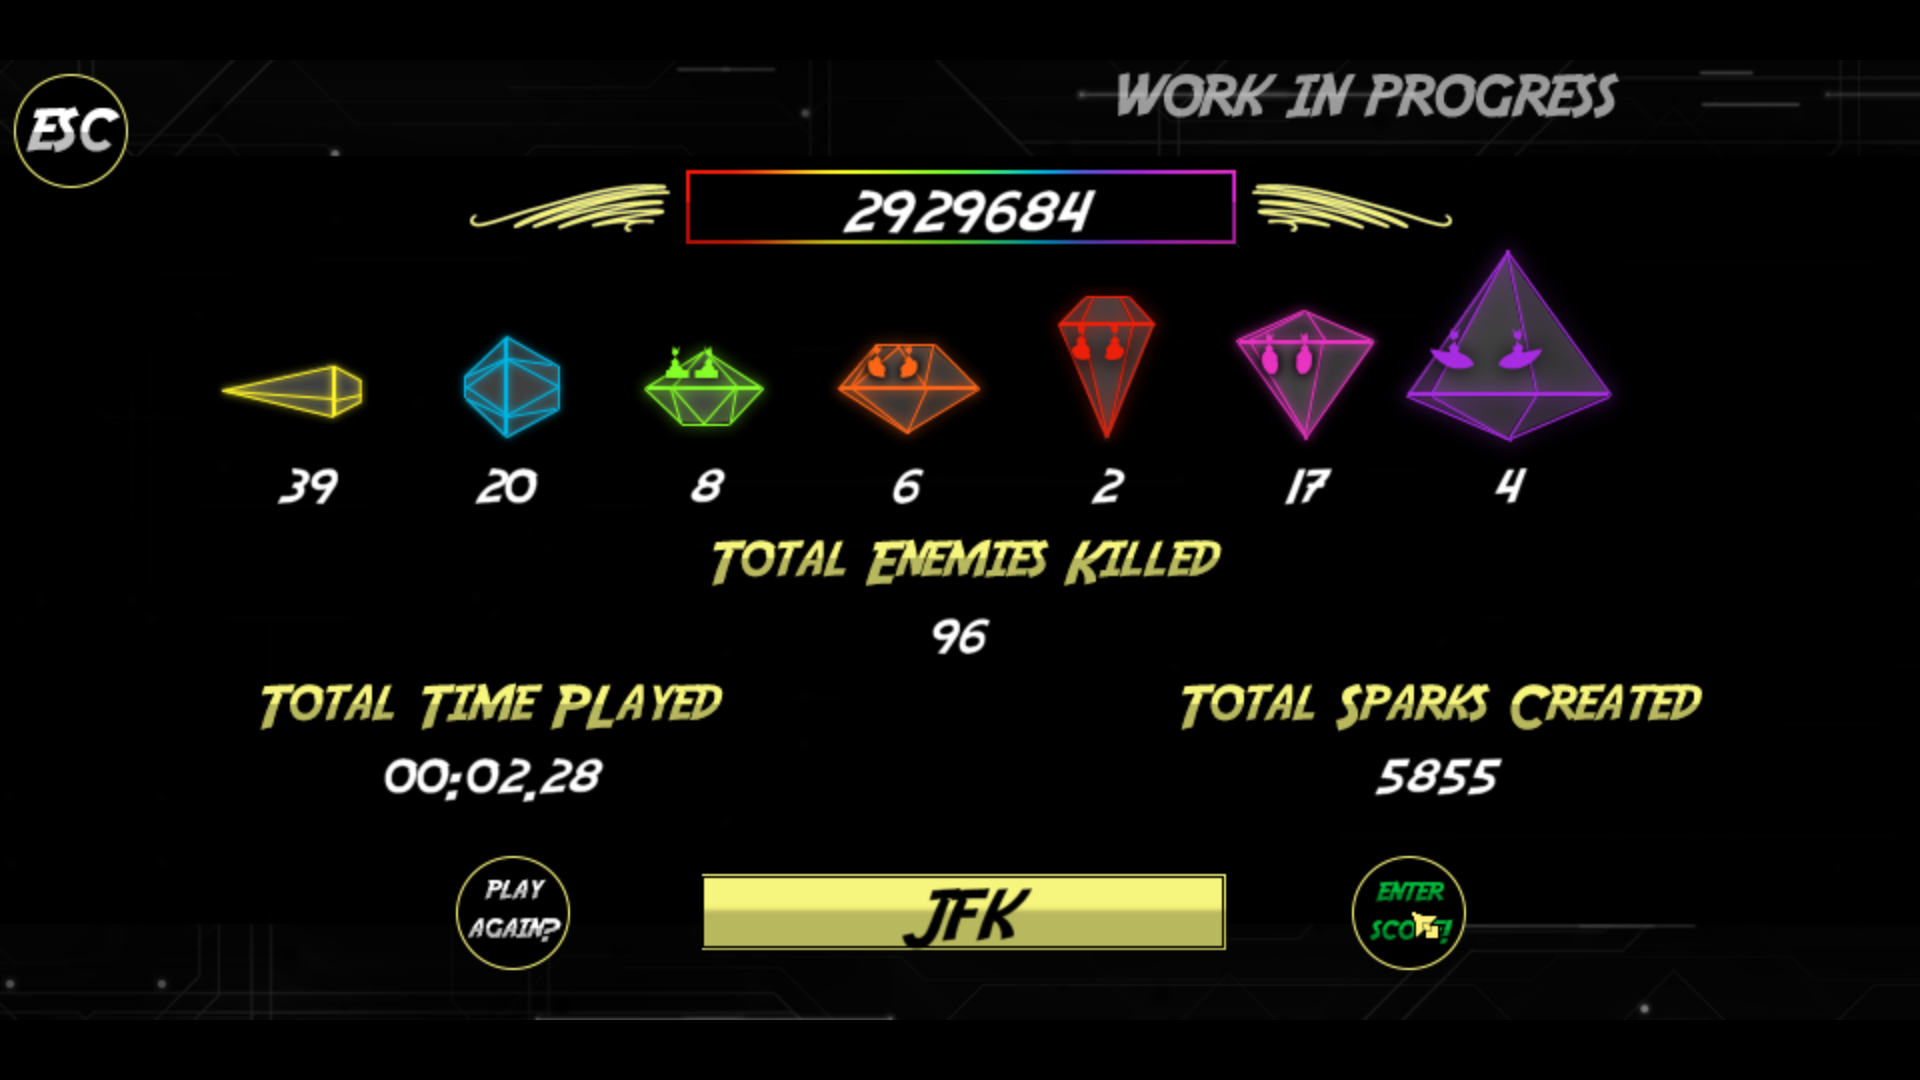 WORK IN PROGRESS
ESC
2929684
39 20 8 6 2 17 4
TOTAL ENEMIES KILLED
96
TOTAL TIME PLAYED
00:02.28
TOTAL SPARKS CREATED
5855
PLAY
AGAIN?
JFK
ENTER